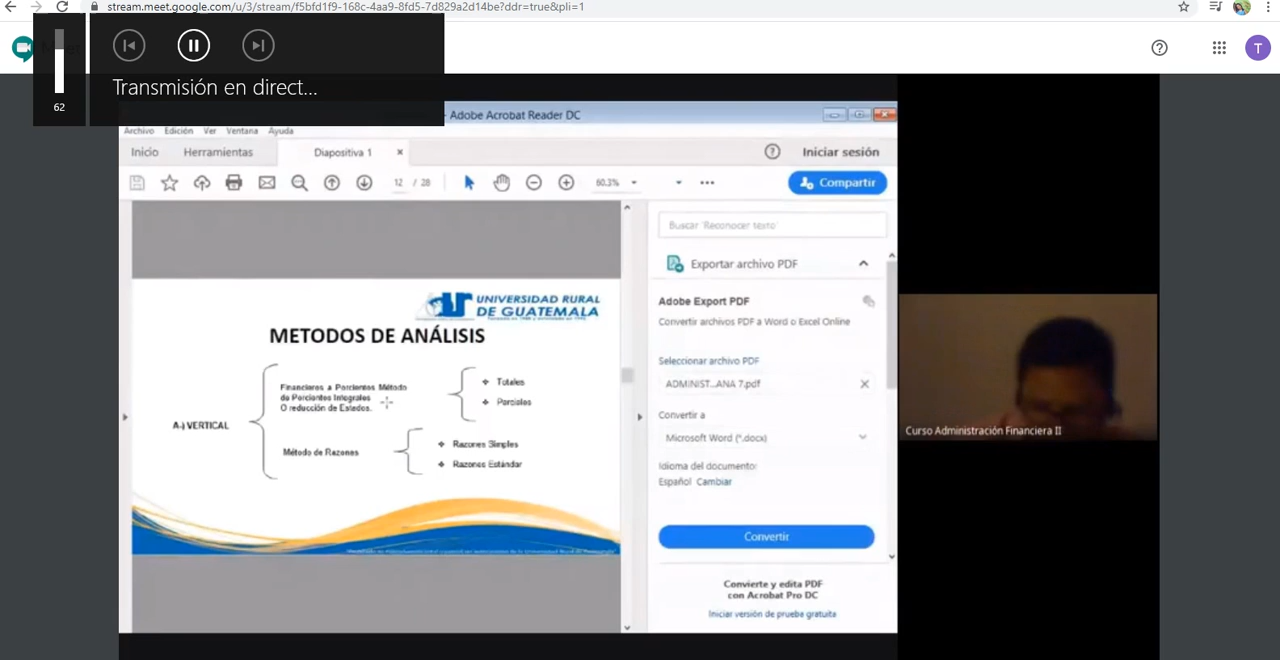 stream.meet.google.com/u/3/stream/f5bfd1f9-168c-4aa9-8fd5-7d829a2d14be?ddr=true&pli=1
T
62
Transmisión en direct...
- Adobe Acrobat Reader DC
Archivo Edición Ver Ventana Ayuda
Inicio Herramientas Diapositiva 1 × Iniciar sesión
12 / 28 60.3% Compartir
Buscar 'Reconocer texto'
Exportar archivo PDF
Adobe Export PDF
Convertir archivos PDF a Word o Excel Online
Seleccionar archivo PDF
ADMINIST...ANA 7.pdf
Convertir a
Microsoft Word (*.docx)
Idioma del documento:
Español Cambiar
Convertir
Convierte y edita PDF
con Acrobat Pro DC
Iniciar versión de prueba gratuita
UNIVERSIDAD RURAL
DE GUATEMALA
METODOS DE ANÁLISIS
A-) VERTICAL
Financieros a Porcientos Método
de Porcientos Integrales
O reducción de Estados.
Totales
Parciales
Método de Razones
Razones Simples
Razones Estándar
Curso Administración Financiera II